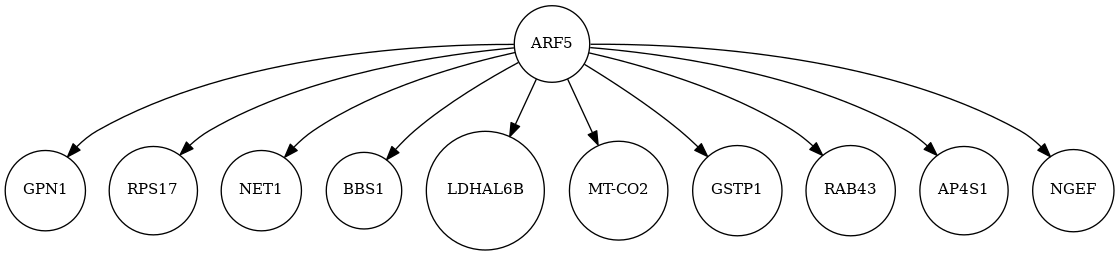 ARF5
GPN1
RPS17
NET1
BBS1
LDHAL6B
MT-CO2
GSTP1
RAB43
AP4S1
NGEF